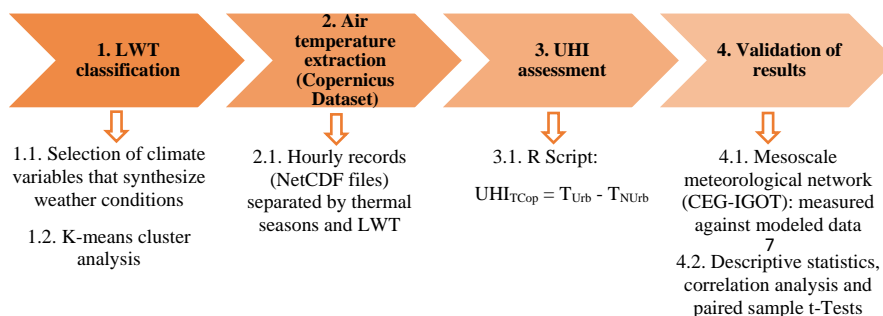 1. LWT
classification
2. Air
temperature
extraction
(Copernicus
Dataset)
3. UHI
assessment
4. Validation of
results
1.1. Selection of climate
variables that synthesize
weather conditions
1.2. K-means cluster
analysis
2.1. Hourly records
(NetCDF files)
separated by thermal
seasons and LWT
3.1. R Script:
UHI_TCop = T_Urb - T_NUrb
4.1. Mesoscale
meteorological network
(CEG-IGOT): measured
against modeled data
7
4.2. Descriptive statistics,
correlation analysis and
paired sample t-Tests